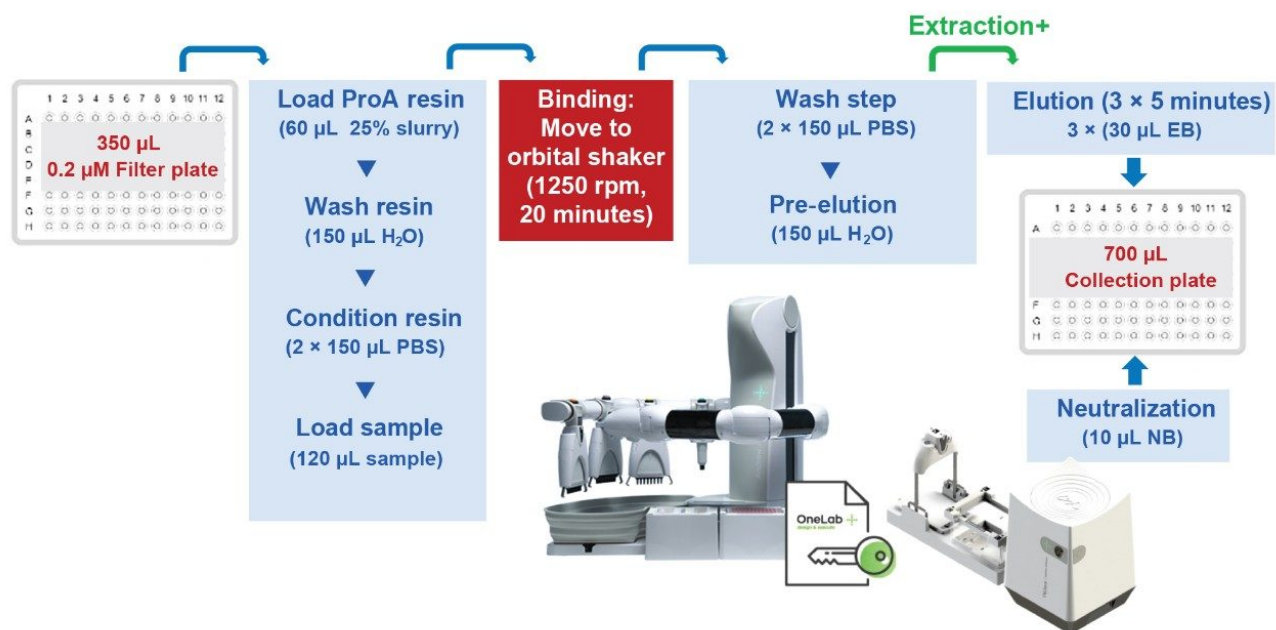 Extraction+
1 2 3 4 5 6 7 8 9 10 11 12
A
B
C
D
E
F
G
H
350 µL
0.2 µM Filter plate
Load ProA resin
(60 µL 25% slurry)
Wash resin
(150 µL H₂O)
Condition resin
(2 × 150 µL PBS)
Load sample
(120 µL sample)
Binding:
Move to
orbital shaker
(1250 rpm,
20 minutes)
Wash step
(2 × 150 µL PBS)
Pre-elution
(150 µL H₂O)
Elution (3 × 5 minutes)
3 × (30 µL EB)
1 2 3 4 5 6 7 8 9 10 11 12
A
700 µL
Collection plate
F
G
H
Neutralization
(10 µL NB)
OneLab +
design & execute